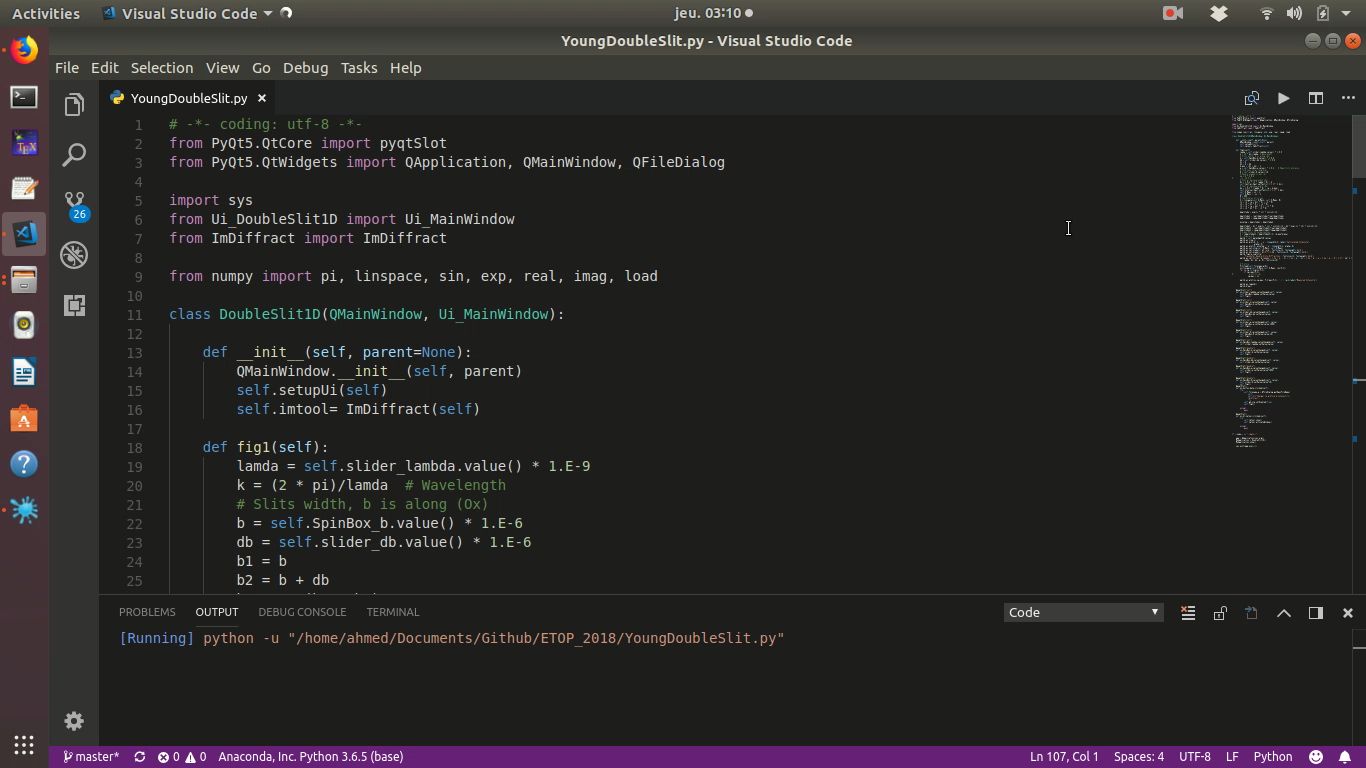 Activities
Visual Studio Code
jeu. 03:10
YoungDoubleSlit.py - Visual Studio Code
File Edit Selection View Go Debug Tasks Help
YoungDoubleSlit.py
1 # -*- coding: utf-8 -*-
2 from PyQt5.QtCore import pyqtSlot
3 from PyQt5.QtWidgets import QApplication, QMainWindow, QFileDialog
4
5 import sys
6 from Ui_DoubleSlit1D import Ui_MainWindow
7 from ImDiffract import ImDiffract
8
9 from numpy import pi, linspace, sin, exp, real, imag, load
10
11 class DoubleSlit1D(QMainWindow, Ui_MainWindow):
12
13 def __init__(self, parent=None):
14 QMainWindow.__init__(self, parent)
15 self.setupUi(self)
16 self.imtool= ImDiffract(self)
17
18 def fig1(self):
19 lamda = self.slider_lambda.value() * 1.E-9
20 k = (2 * pi)/lamda  # Wavelength
21 # Slits width, b is along (Ox)
22 b = self.SpinBox_b.value() * 1.E-6
23 db = self.slider_db.value() * 1.E-6
24 b1 = b
25 b2 = b + db
TEX
26
PROBLEMS OUTPUT DEBUG CONSOLE TERMINAL
Code
[Running] python -u "/home/ahmed/Documents/Github/ETOP_2018/YoungDoubleSlit.py"
master* 0 0 Anaconda, Inc. Python 3.6.5 (base)
Ln 107, Col 1 Spaces: 4 UTF-8 LF Python